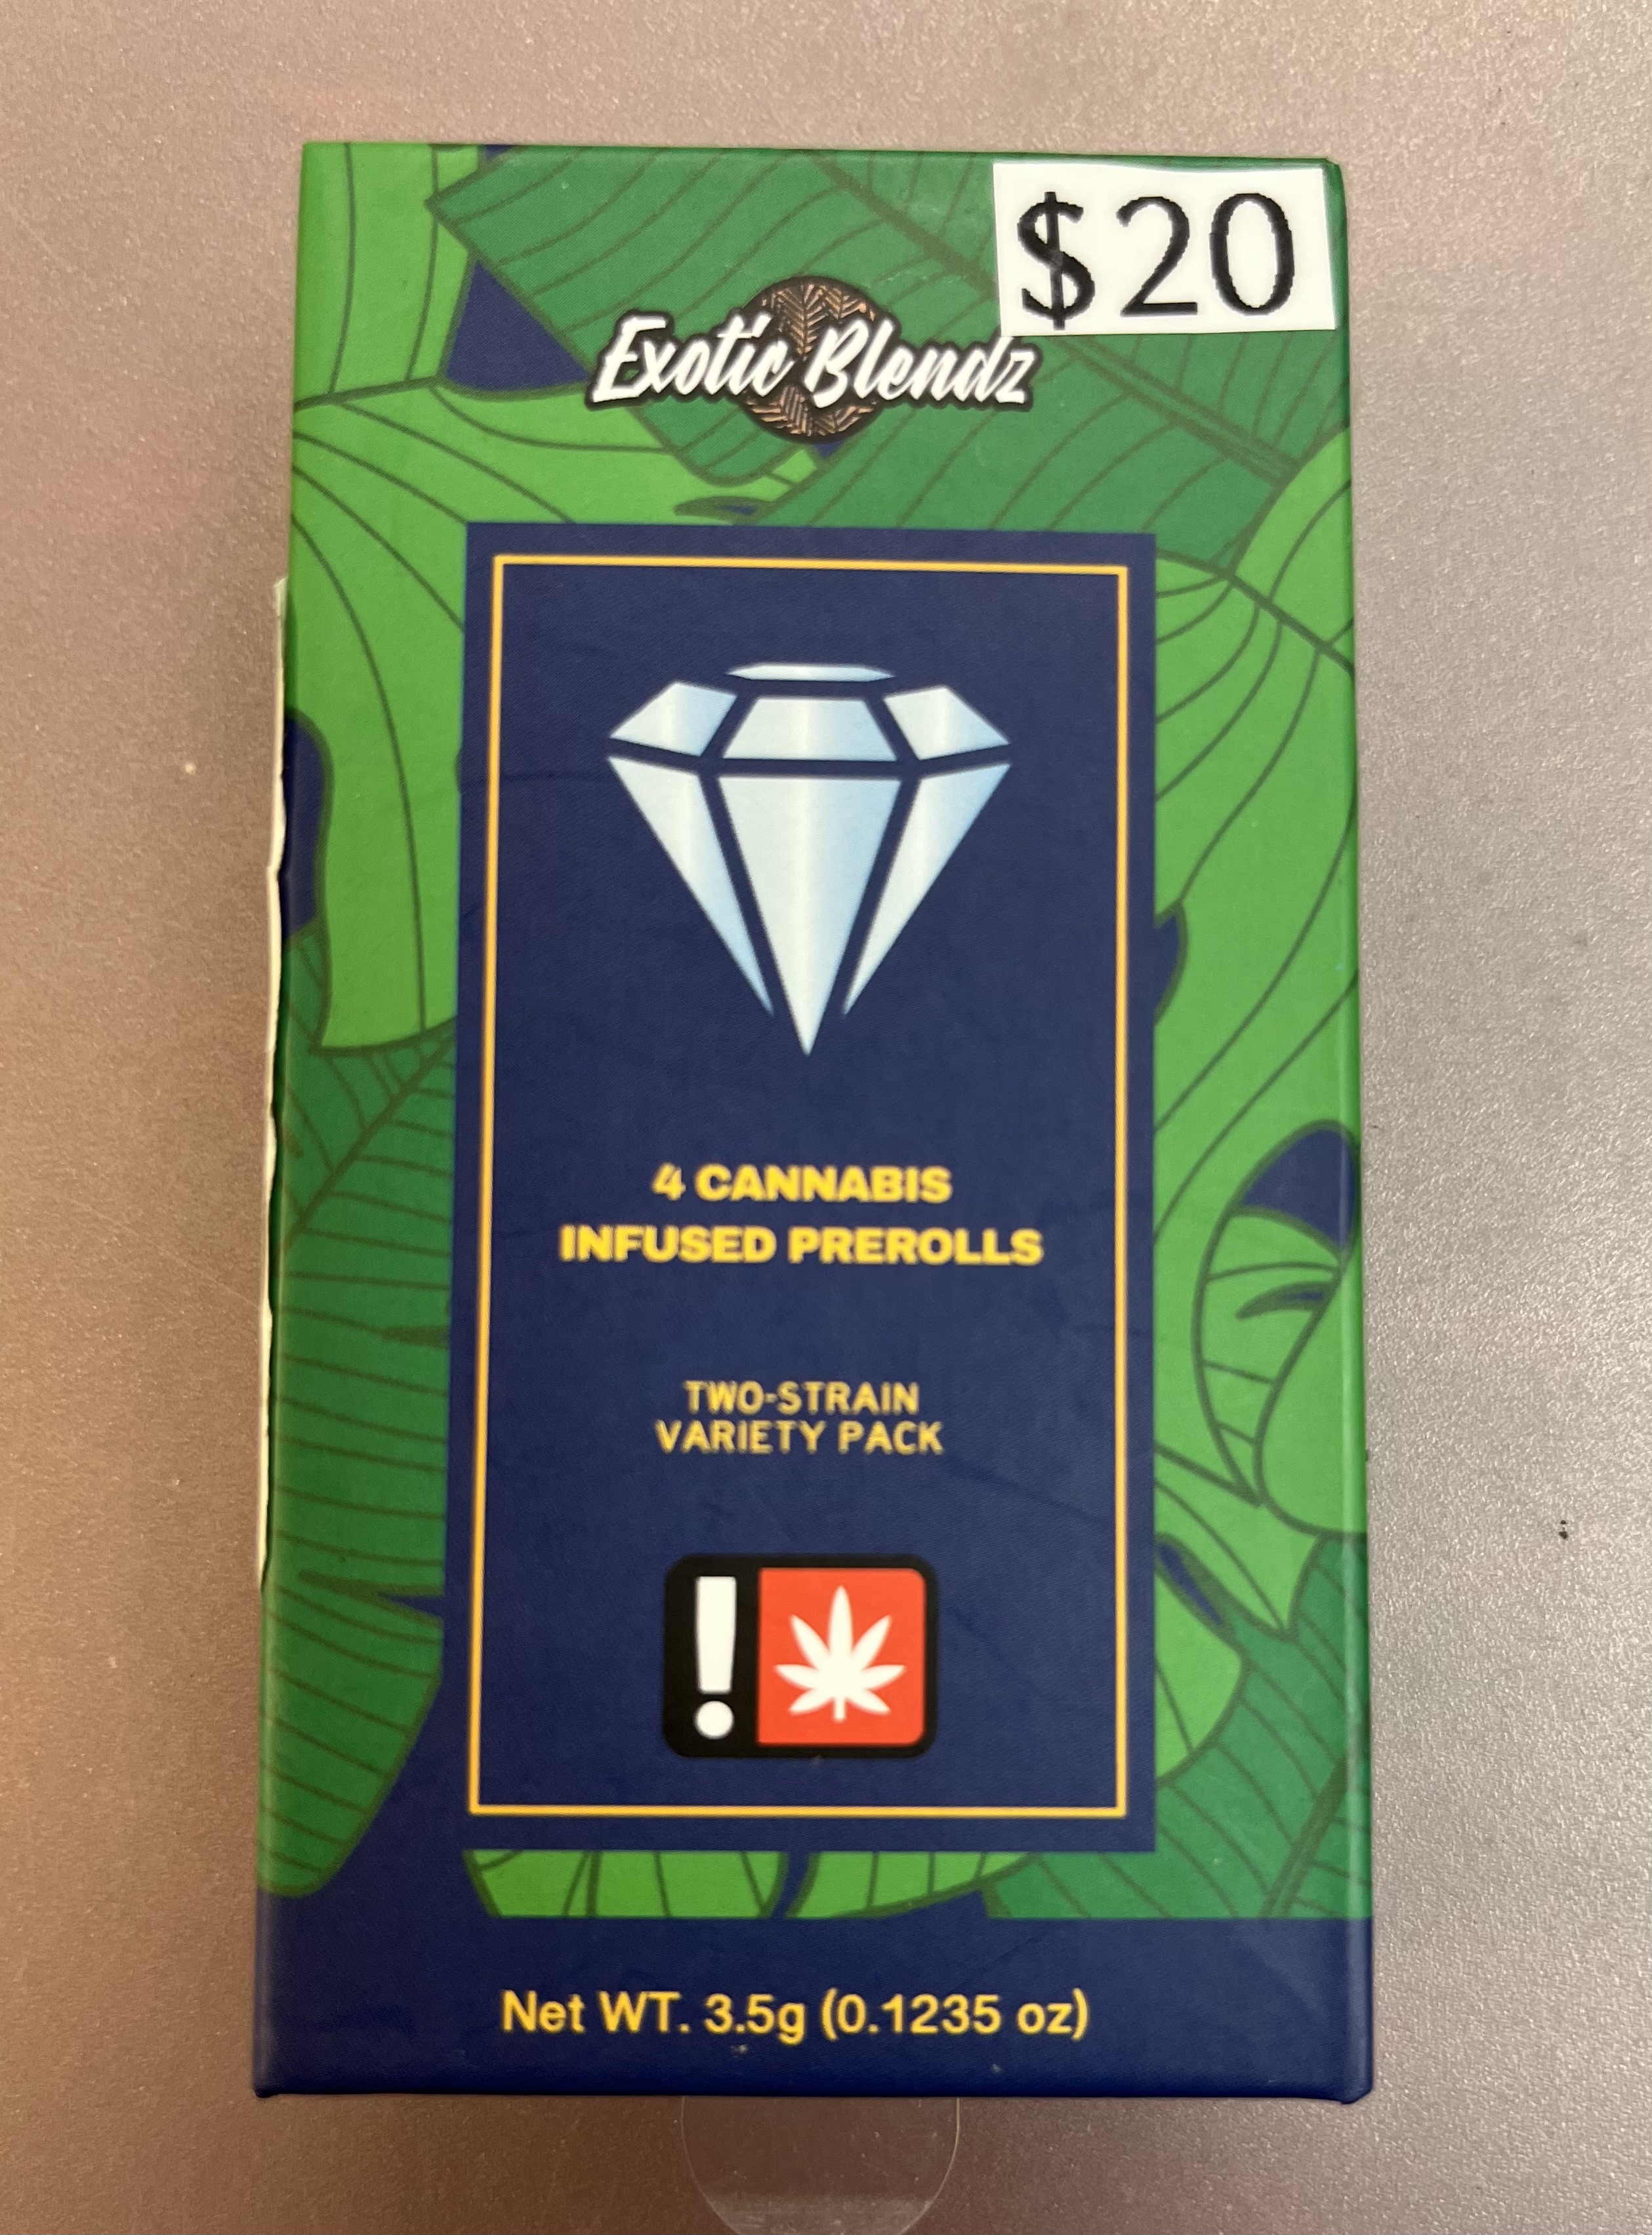 $20
Exotic Blendz
4 CANNABIS
INFUSED PREROLLS
TWO-STRAIN
VARIETY PACK
!
Net WT. 3.5g (0.1235 oz)